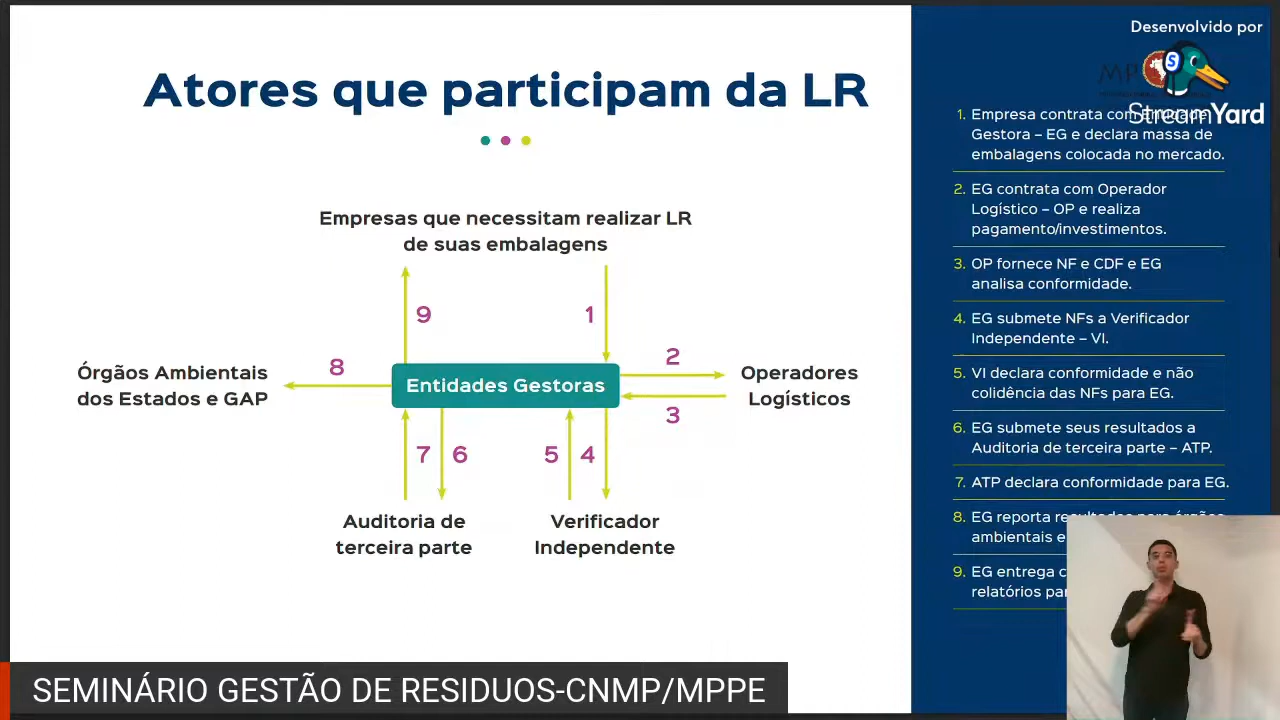 Atores que participam da LR
Empresas que necessitam realizar LR
de suas embalagens
9
1
8
2
Órgãos Ambientais
dos Estados e GAP
Entidades Gestoras
Operadores
Logísticos
3
7
6
5
4
Auditoria de
terceira parte
Verificador
Independente
Desenvolvido por
MP
StreamYard
1. Empresa contrata com
Gestora – EG e declara massa de
embalagens colocada no mercado.
2. EG contrata com Operador
Logístico – OP e realiza
pagamento/investimentos.
3. OP fornece NF e CDF e EG
analisa conformidade.
4. EG submete NFs a Verificador
Independente – VI.
5. VI declara conformidade e não
colidência das NFs para EG.
6. EG submete seus resultados a
Auditoria de terceira parte – ATP.
7. ATP declara conformidade para EG.
8. EG reporta resultados para órgãos
ambientais e
9. EG entrega
relatórios
SEMINÁRIO GESTÃO DE RESIDUOS-CNMP/MPPE